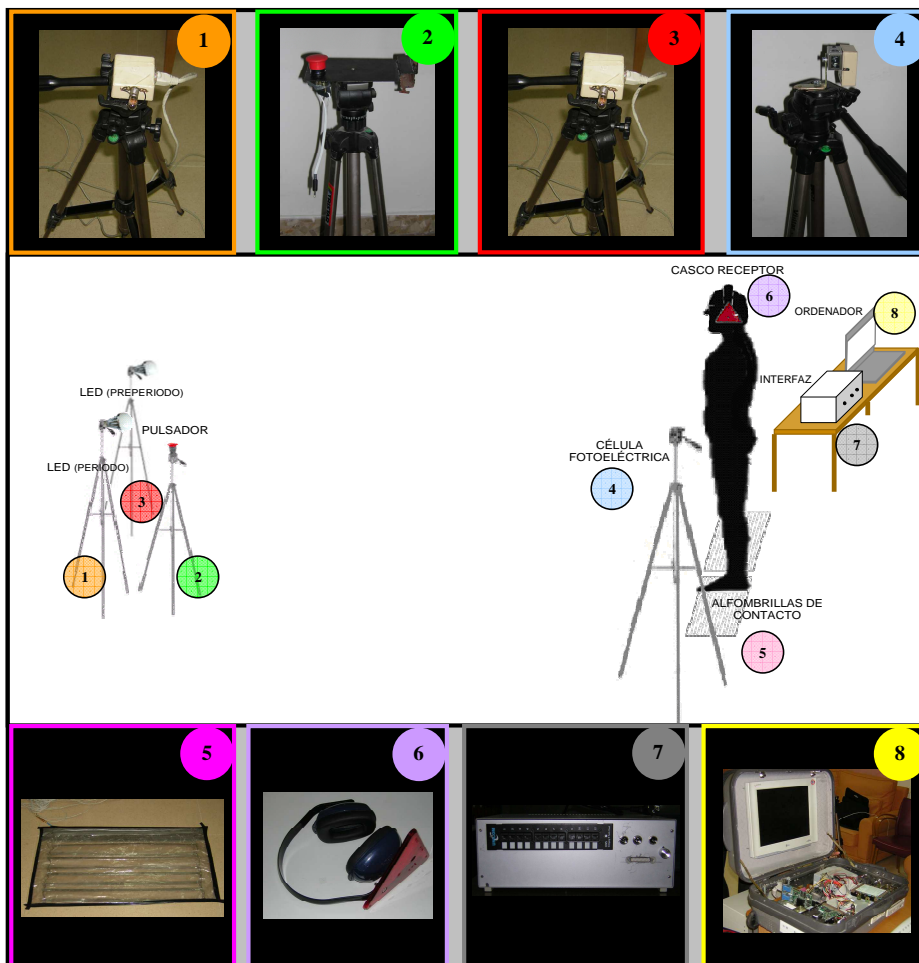 1
2
3
4
CASCO RECEPTOR
6
ORDENADOR
8
LED (PREPERIODO)
INTERFAZ
PULSADOR
CÉLULA
FOTOELÉCTRICA
LED (PERIODO)
7
4
3
1
2
ALFOMBRILLAS DE
CONTACTO
5
5
6
7
8